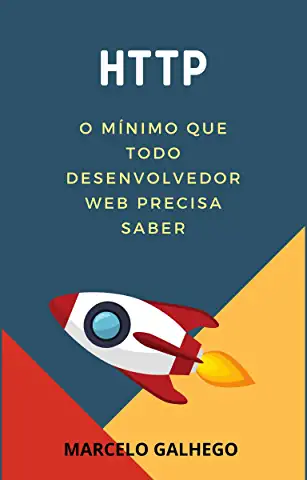 HTTP
O MÍNIMO QUE
TODO
DESENVOLVEDOR
WEB PRECISA
SABER
MARCELO GALHEGO